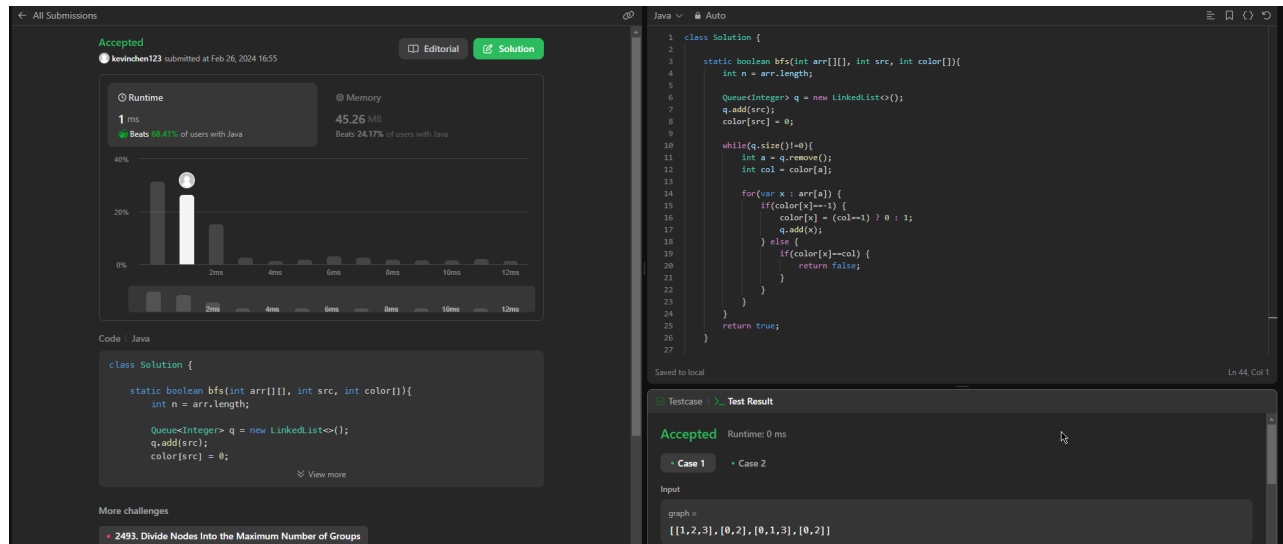 ← All Submissions
Accepted
kevinchen123 submitted at Feb 26, 2024 16:55
Editorial
Solution
Runtime
1 ms
Beats 68.41% of users with Java
Memory
45.26 MB
Beats 24.17% of users with Java
40%
20%
0%
2ms 4ms 6ms 8ms 10ms 12ms
2ms 4ms 6ms 8ms 10ms 12ms
Code | Java
class Solution {
static boolean bfs(int arr[][], int src, int color[]){
int n = arr.length;
Queue<Integer> q = new LinkedList<>();
q.add(src);
color[src] = 0;
View more
More challenges
2493. Divide Nodes Into the Maximum Number of Groups
Java Auto
1 class Solution {
2
3 static boolean bfs(int arr[][], int src, int color[]){
4 int n = arr.length;
5
6 Queue<Integer> q = new LinkedList<>();
7 q.add(src);
8 color[src] = 0;
9
10 while(q.size()!=0){
11 int a = q.remove();
12 int col = color[a];
13
14 for(var x : arr[a]) {
15 if(color[x]==-1) {
16 color[x] = (col==1) ? 0 : 1;
17 q.add(x);
18 } else {
19 if(color[x]==col) {
20 return false;
21 }
22 }
23 }
24 }
25 return true;
26 }
27
Saved to local
Ln 44, Col 1
Testcase | >_ Test Result
Accepted Runtime: 0 ms
• Case 1 • Case 2
Input
graph =
[[1,2,3],[0,2],[0,1,3],[0,2]]